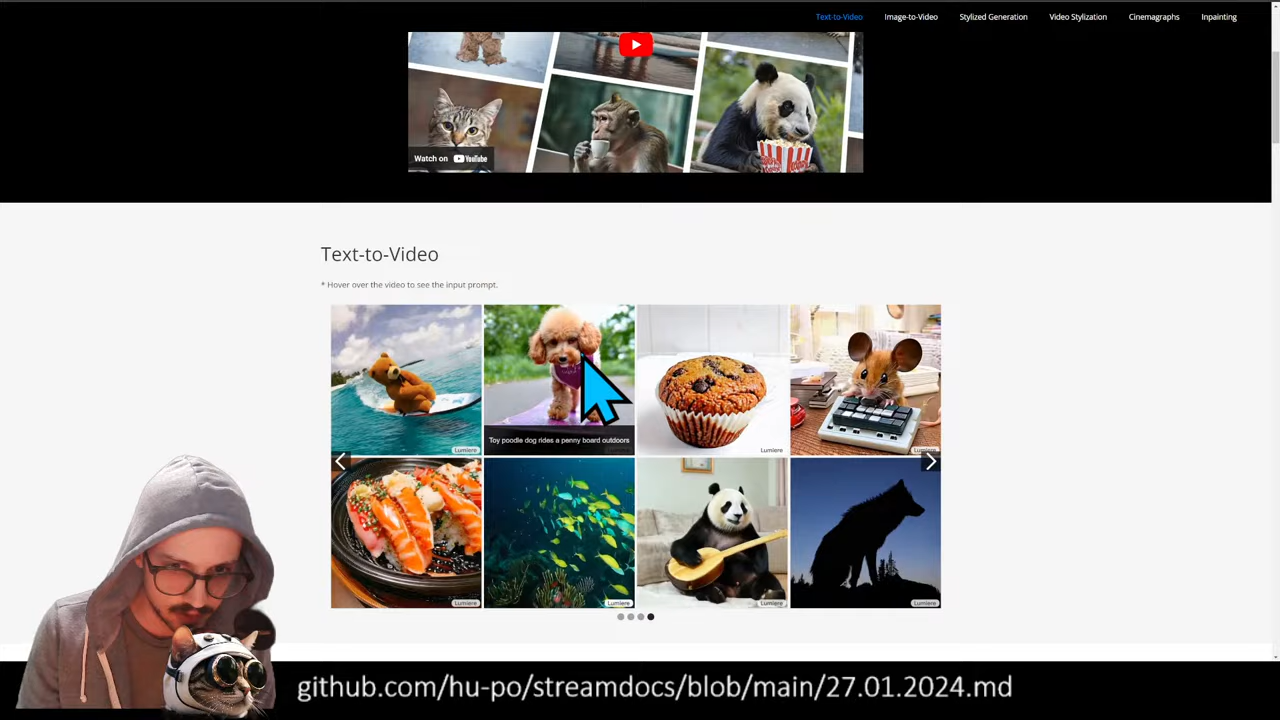 Text-to-Video Image-to-Video Stylized Generation Video Stylization Cinemagraphs Inpainting
Watch on YouTube
Text-to-Video
* Hover over the video to see the input prompt.
Lumiere
Toy poodle dog rides a penny board outdoors
Lumiere
Lumiere
Lumiere
Lumiere
Lumiere
Lumiere
github.com/hu-po/streamdocs/blob/main/27.01.2024.md